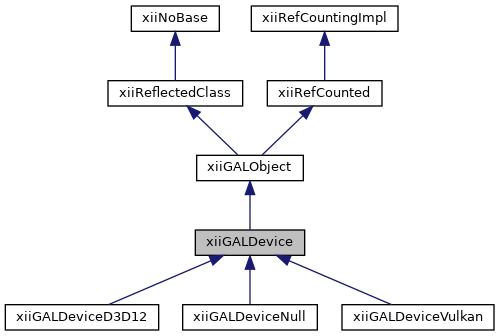 xiiNoBase
xiiRefCountingImpl
xiiReflectedClass
xiiRefCounted
xiiGALObject
xiiGALDevice
xiiGALDeviceD3D12
xiiGALDeviceNull
xiiGALDeviceVulkan